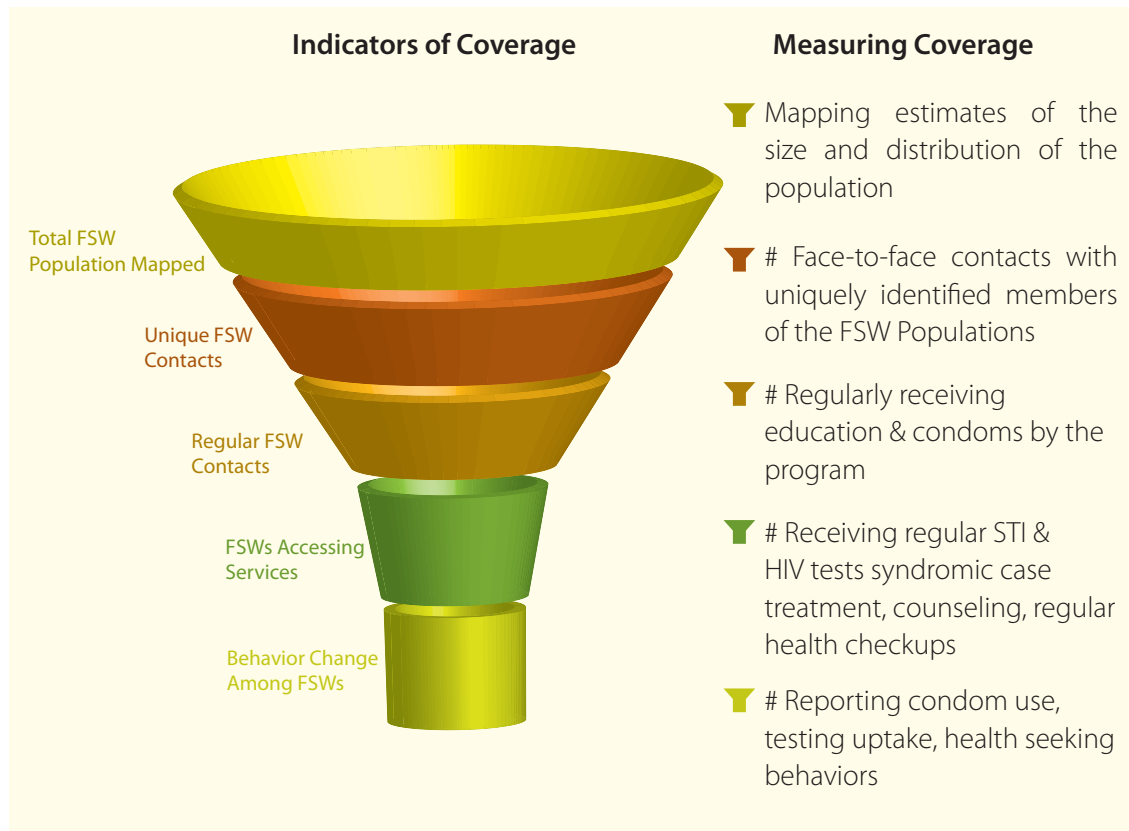 Indicators of Coverage
Measuring Coverage
Total FSW
Population Mapped
Unique FSW
Contacts
Regular FSW
Contacts
FSWs Accessing
Services
Behavior Change
Among FSWs
Mapping estimates of the
size and distribution of the
population
# Face-to-face contacts with
uniquely identified members
of the FSW Populations
# Regularly receiving
education & condoms by the
program
# Receiving regular STI &
HIV tests syndromic case
treatment, counseling, regular
health checkups
# Reporting condom use,
testing uptake, health seeking
behaviors